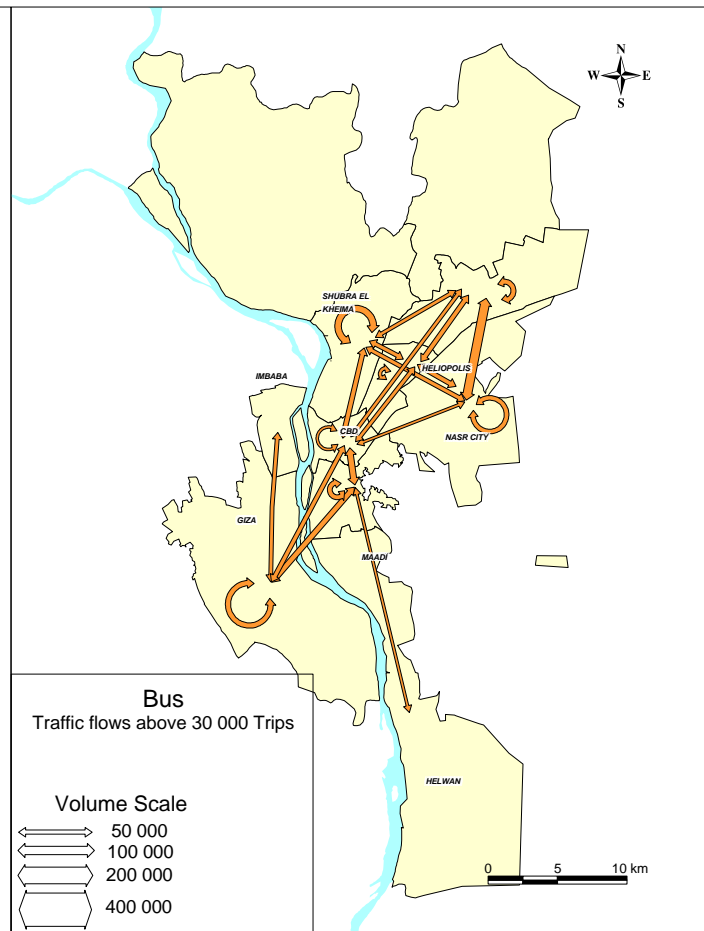 N
W E
S
SHUBRA EL
KHEIMA
HELIOPOLIS
IMBABA
CBD
NASR CITY
GIZA
MAADI
HELWAN
Bus
Traffic flows above 30 000 Trips
Volume Scale
50 000
100 000
200 000
400 000
0 5 10 km